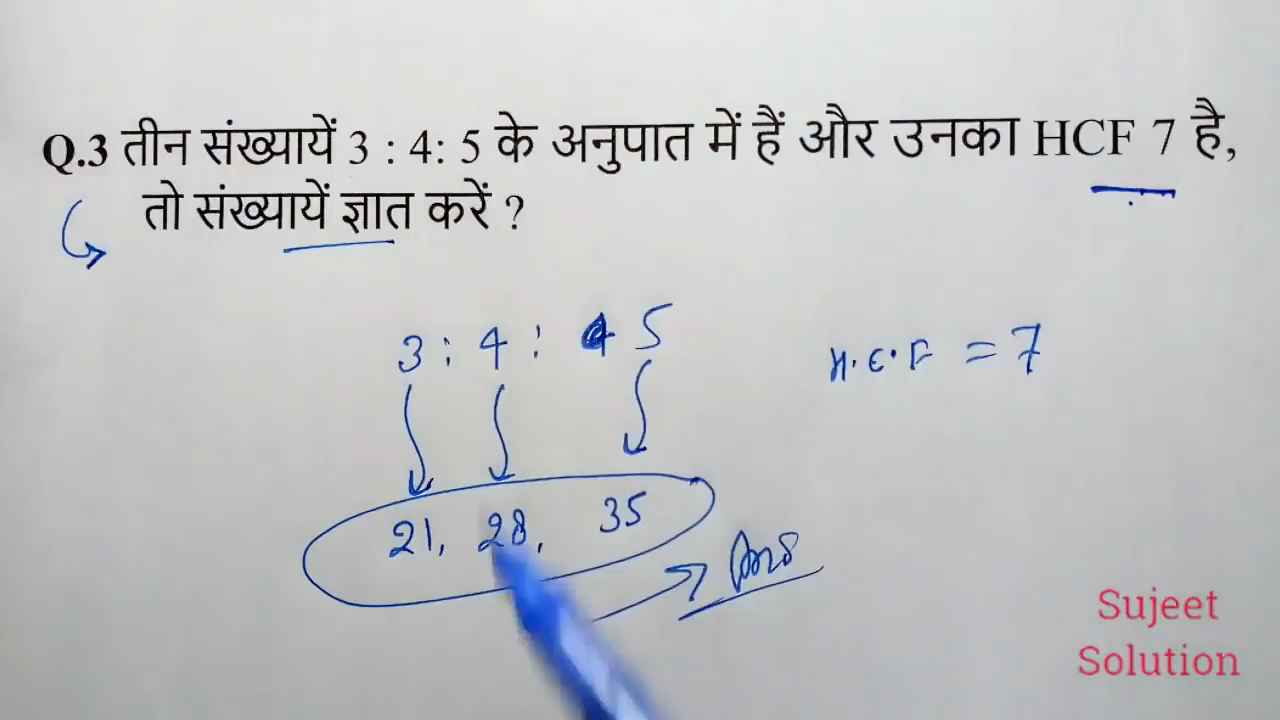 Q.3 तीन संख्यायें 3 : 4: 5 के अनुपात में हैं और उनका HCF 7 है,
तो संख्यायें ज्ञात करें ?
3 : 4 : 4 5
H.C.F = 7
21, 28, 35
Ans
Sujeet
Solution